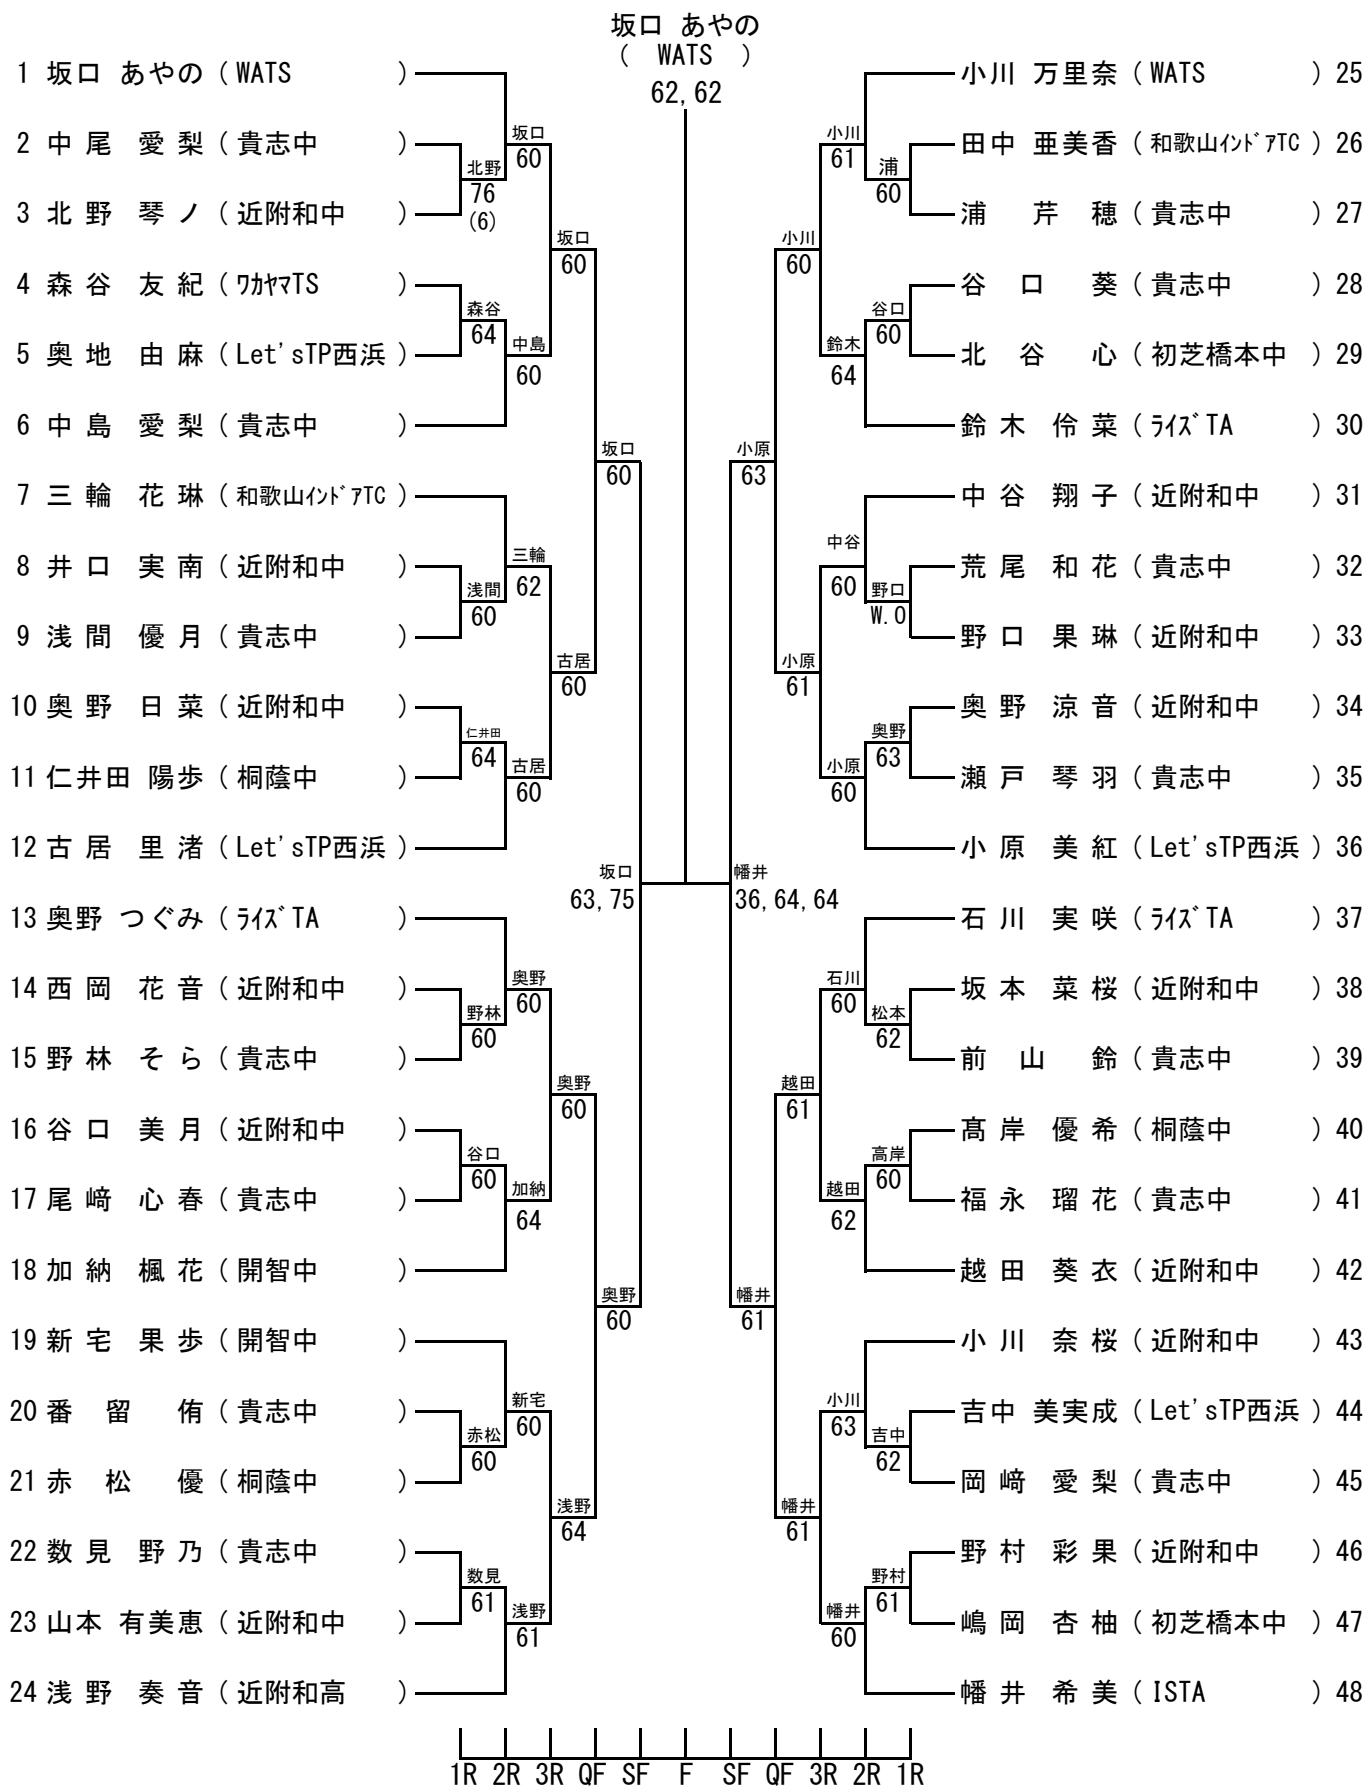 坂口 あやの
( WATS )
62, 62
1 坂口 あやの ( WATS )
2 中尾 愛梨 ( 貴志中 )
3 北野 琴ノ ( 近附和中 )
4 森谷 友紀 ( ワカヤマTS )
5 奥地 由麻 ( Let'sTP西浜 )
6 中島 愛梨 ( 貴志中 )
7 三輪 花琳 ( 和歌山インドアTC )
8 井口 実南 ( 近附和中 )
9 浅間 優月 ( 貴志中 )
10 奥野 日菜 ( 近附和中 )
11 仁井田 陽歩 ( 桐蔭中 )
12 古居 里渚 ( Let'sTP西浜 )
13 奥野 つぐみ ( ライズTA )
14 西岡 花音 ( 近附和中 )
15 野林 そら ( 貴志中 )
16 谷口 美月 ( 近附和中 )
17 尾﨑 心春 ( 貴志中 )
18 加納 楓花 ( 開智中 )
19 新宅 果歩 ( 開智中 )
20 番留 侑 ( 貴志中 )
21 赤松 優 ( 桐蔭中 )
22 数見 野乃 ( 貴志中 )
23 山本 有美恵 ( 近附和中 )
24 浅野 奏音 ( 近附和高 )
北野
76
(6)
森谷
64
浅間
60
仁井田
64
野林
60
谷口
60
赤松
60
数見
61
坂口
60
中島
60
三輪
62
古居
60
奥野
60
加納
64
新宅
60
浅野
61
坂口
60
古居
60
奥野
60
浅野
64
坂口
60
奥野
60
坂口
63, 75
幡井
36, 64, 64
小原
63
幡井
61
小川
60
小原
61
越田
61
幡井
61
小川
61
鈴木
64
中谷
60
小原
60
石川
60
越田
62
小川
63
幡井
60
浦
60
谷口
60
野口
W.O
奥野
63
松本
62
高岸
60
吉中
62
野村
61
小川 万里奈 ( WATS ) 25
田中 亜美香 ( 和歌山インドアTC ) 26
浦 芹穂 ( 貴志中 ) 27
谷口 葵 ( 貴志中 ) 28
北谷 心 ( 初芝橋本中 ) 29
鈴木 伶菜 ( ライズTA ) 30
中谷 翔子 ( 近附和中 ) 31
荒尾 和花 ( 貴志中 ) 32
野口 果琳 ( 近附和中 ) 33
奥野 涼音 ( 近附和中 ) 34
瀬戸 琴羽 ( 貴志中 ) 35
小原 美紅 ( Let'sTP西浜 ) 36
石川 実咲 ( ライズTA ) 37
坂本 菜桜 ( 近附和中 ) 38
前山 鈴 ( 貴志中 ) 39
髙岸 優希 ( 桐蔭中 ) 40
福永 瑠花 ( 貴志中 ) 41
越田 葵衣 ( 近附和中 ) 42
小川 奈桜 ( 近附和中 ) 43
吉中 美実成 ( Let'sTP西浜 ) 44
岡﨑 愛梨 ( 貴志中 ) 45
野村 彩果 ( 近附和中 ) 46
嶋岡 杏柚 ( 初芝橋本中 ) 47
幡井 希美 ( ISTA ) 48
1R 2R 3R QF SF F SF QF 3R 2R 1R